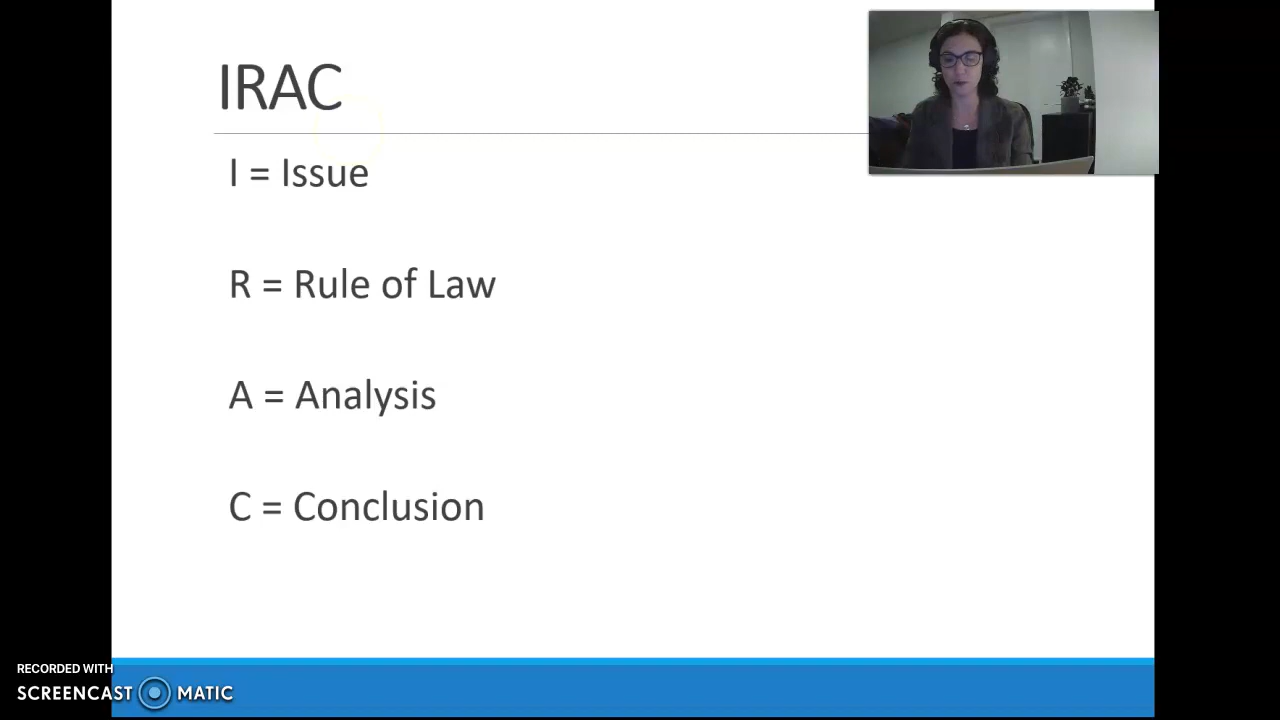 IRAC
I = Issue
R = Rule of Law
A = Analysis
C = Conclusion
RECORDED WITH
SCREENCAST MATIC